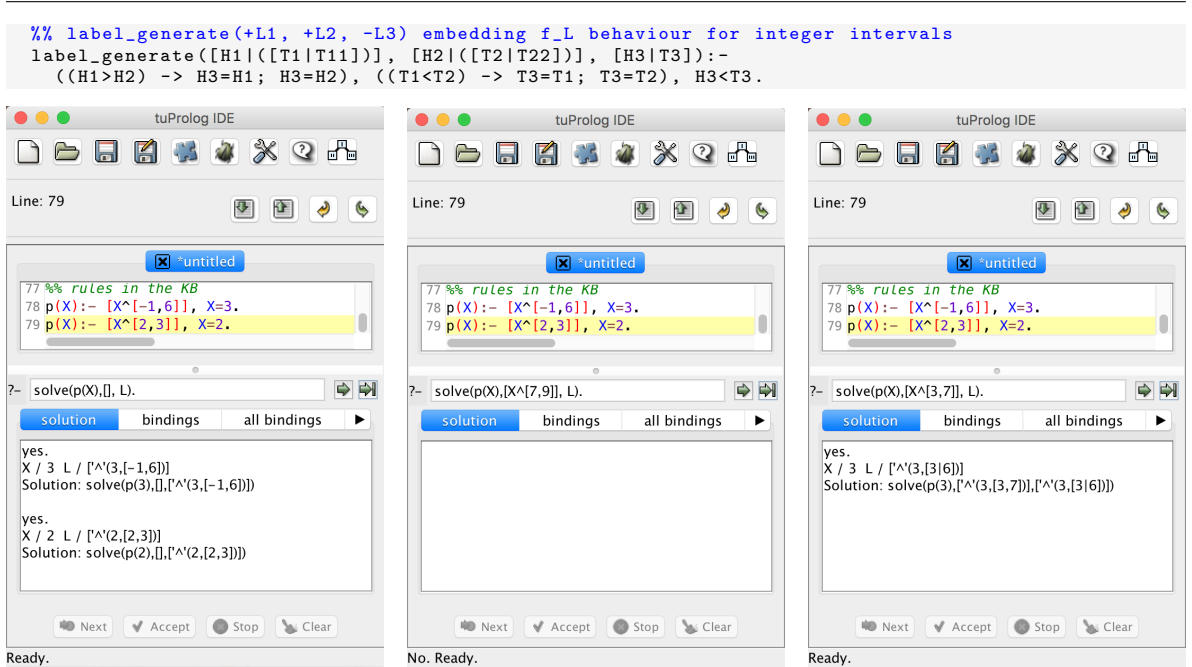 %% label_generate(+L1, +L2, -L3) embedding f_L behaviour for integer intervals
label_generate([H1|([T1|T11])], [H2|([T2|T22])], [H3|T3]):-
((H1>H2) -> H3=H1; H3=H2), ((T1<T2) -> T3=T1; T3=T2), H3<T3.
tuProlog IDE
Line: 79
*untitled
77 %% rules in the KB
78 p(X):- [X^[-1,6]], X=3.
79 p(X):- [X^[2,3]], X=2.
?- solve(p(X),[], L).
solution bindings all bindings
yes.
X / 3 L / ['^'(3,[-1,6])]
Solution: solve(p(3),[],['^'(3,[-1,6])])
yes.
X / 2 L / ['^'(2,[2,3])]
Solution: solve(p(2),[],['^'(2,[2,3])])
Next Accept Stop Clear
Ready.
tuProlog IDE
Line: 79
*untitled
77 %% rules in the KB
78 p(X):- [X^[-1,6]], X=3.
79 p(X):- [X^[2,3]], X=2.
?- solve(p(X),[X^[7,9]], L).
solution bindings all bindings
Next Accept Stop Clear
No. Ready.
tuProlog IDE
Line: 79
*untitled
77 %% rules in the KB
78 p(X):- [X^[-1,6]], X=3.
79 p(X):- [X^[2,3]], X=2.
?- solve(p(X),[X^[3,7]], L).
solution bindings all bindings
yes.
X / 3 L / ['^'(3,[3|6])]
Solution: solve(p(3),['^'(3,[3,7])],['^'(3,[3|6])])
Next Accept Stop Clear
Ready.